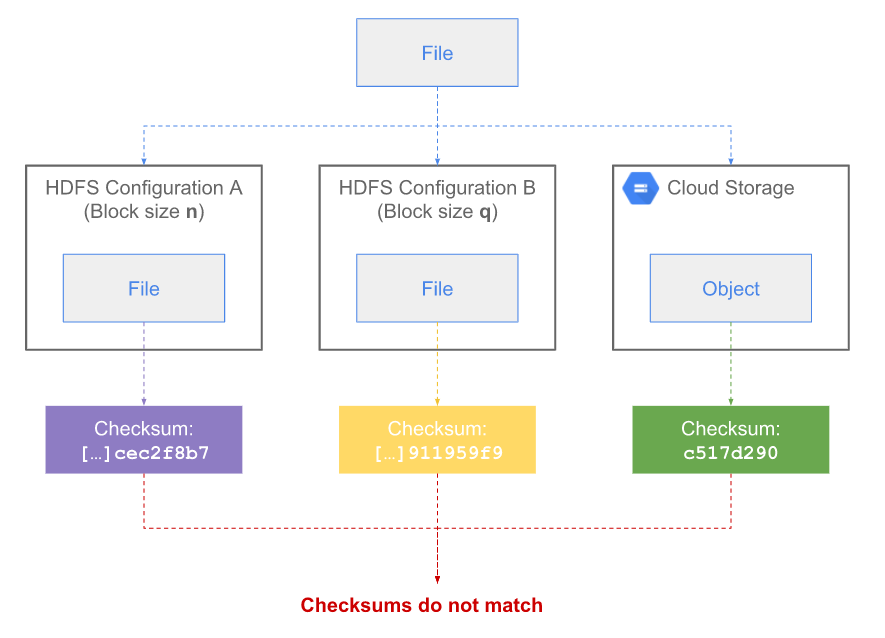 File
HDFS Configuration A
(Block size n)
File
HDFS Configuration B
(Block size q)
File
Cloud Storage
Object
Checksum:
[…]cec2f8b7
Checksum:
[…]911959f9
Checksum:
c517d290
Checksums do not match